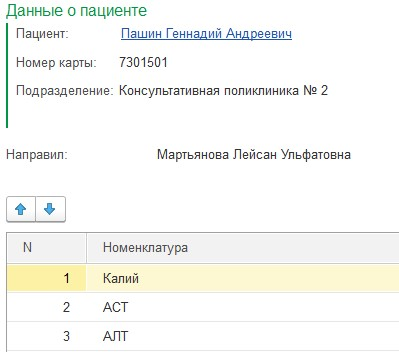 Данные о пациенте
Пациент: Пашин Геннадий Андреевич
Номер карты: 7301501
Подразделение: Консультативная поликлиника № 2
Направил: Мартьянова Лейсан Ульфатовна
N Номенклатура
1 Калий
2 АСТ
3 АЛТ